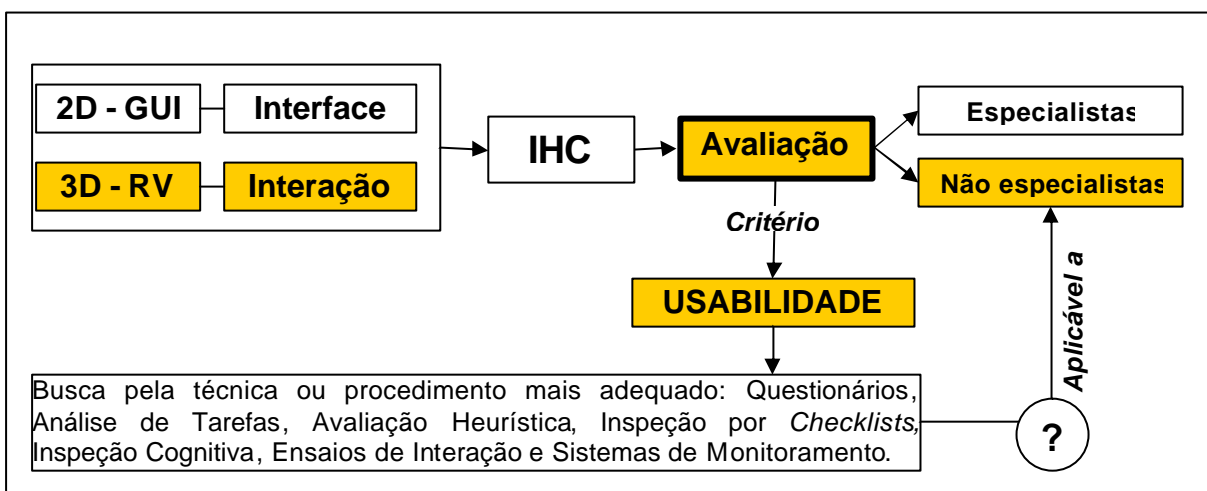 2D - GUI
Interface
3D - RV
Interação
IHC
Avaliação
Especialistas
Não especialistas
Critério
USABILIDADE
Aplicável a
Busca pela técnica ou procedimento mais adequado: Questionários,
Análise de Tarefas, Avaliação Heurística, Inspeção por Checklists,
Inspeção Cognitiva, Ensaios de Interação e Sistemas de Monitoramento.
?